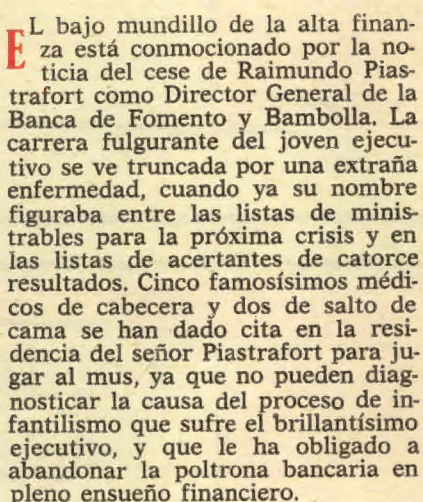 EL bajo mundillo de la alta finan-
za está conmocionado por la no-
ticia del cese de Raimundo Pias-
trafort como Director General de la
Banca de Fomento y Bambolla. La
carrera fulgurante del joven ejecu-
tivo se ve truncada por una extraña
enfermedad, cuando ya su nombre
figuraba entre las listas de minis-
trables para la próxima crisis y en
las listas de acertantes de catorce
resultados. Cinco famosísimos médi-
cos de cabecera y dos de salto de
cama se han dado cita en la resi-
dencia del señor Piastrafort para ju-
gar al mus, ya que no pueden diag-
nosticar la causa del proceso de in-
fantilismo que sufre el brillantísimo
ejecutivo, y que le ha obligado a
abandonar la poltrona bancaria en
pleno ensueño financiero.